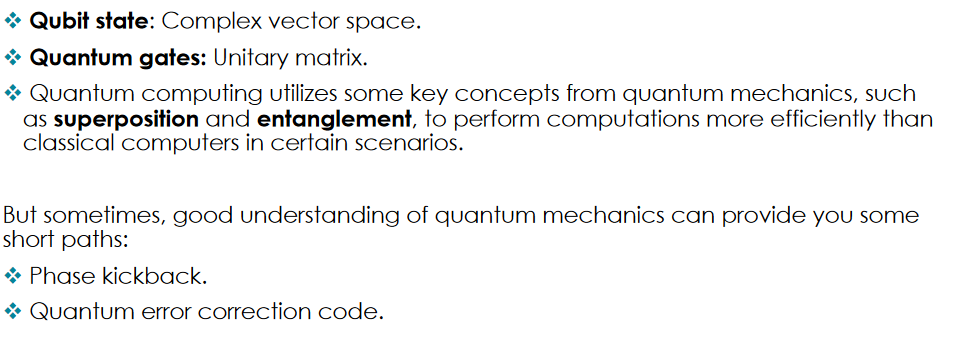 ❖ Qubit state: Complex vector space.
❖ Quantum gates: Unitary matrix.
❖ Quantum computing utilizes some key concepts from quantum mechanics, such
as superposition and entanglement, to perform computations more efficiently than
classical computers in certain scenarios.
But sometimes, good understanding of quantum mechanics can provide you some
short paths:
❖ Phase kickback.
❖ Quantum error correction code.